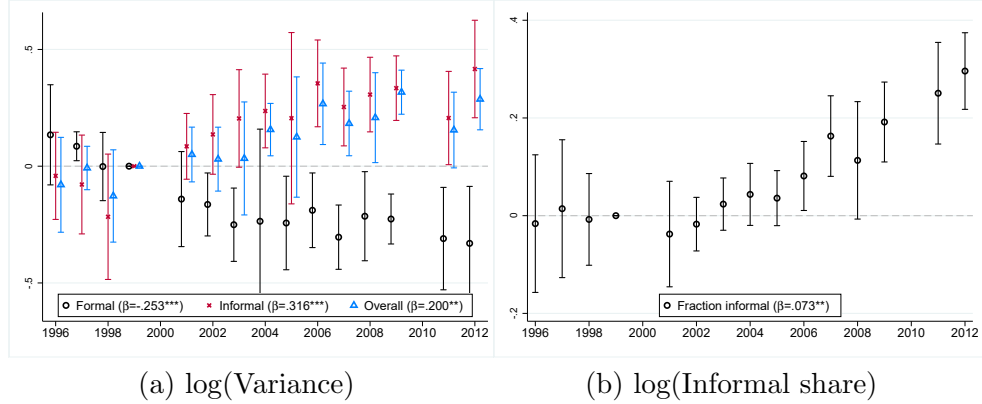 .5
0
-.5
Formal (β=-.253***) Informal (β=.316***) Overall (β=.200**)
1996 1998 2000 2002 2004 2006 2008 2010 2012
(a) log(Variance)
.4
.2
0
-.2
Fraction informal (β=.073**)
1996 1998 2000 2002 2004 2006 2008 2010 2012
(b) log(Informal share)